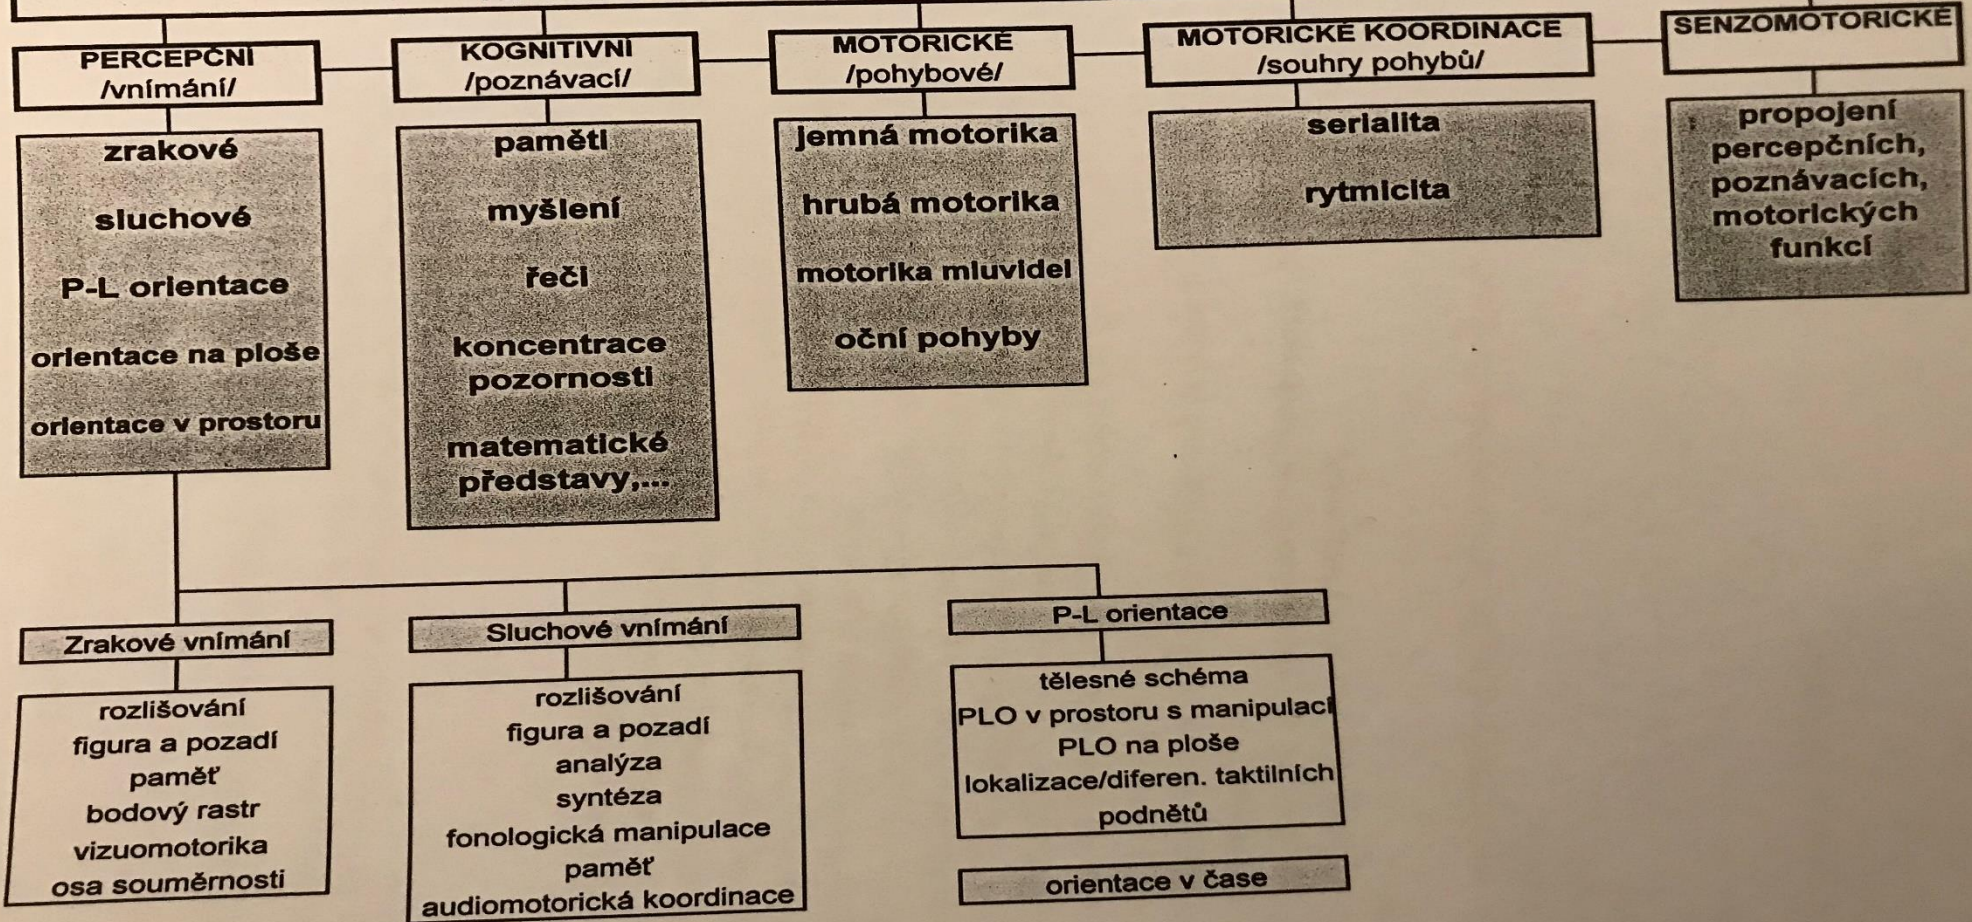 PERCEPČNÍ
/vnímání/
zrakové
sluchové
P-L orientace
orientace na ploše
orientace v prostoru
KOGNITIVNÍ
/poznávací/
paměti
myšlení
řeči
koncentrace
pozornosti
matematické
představy,...
MOTORICKÉ
/pohybové/
jemná motorika
hrubá motorika
motorika mluvidel
oční pohyby
MOTORICKÉ KOORDINACE
/souhry pohybů/
serialita
rytmicita
SENZOMOTORICKÉ
propojení
percepčních,
poznávacích,
motorických
funkcí
Zrakové vnímání
rozlišování
figura a pozadí
paměť
bodový rastr
vizuomotorika
osa souměrnosti
Sluchové vnímání
rozlišování
figura a pozadí
analýza
syntéza
fonologická manipulace
paměť
audiomotorická koordinace
P-L orientace
tělesné schéma
PLO v prostoru s manipulací
PLO na ploše
lokalizace/diferen. taktilních
podnětů
orientace v čase